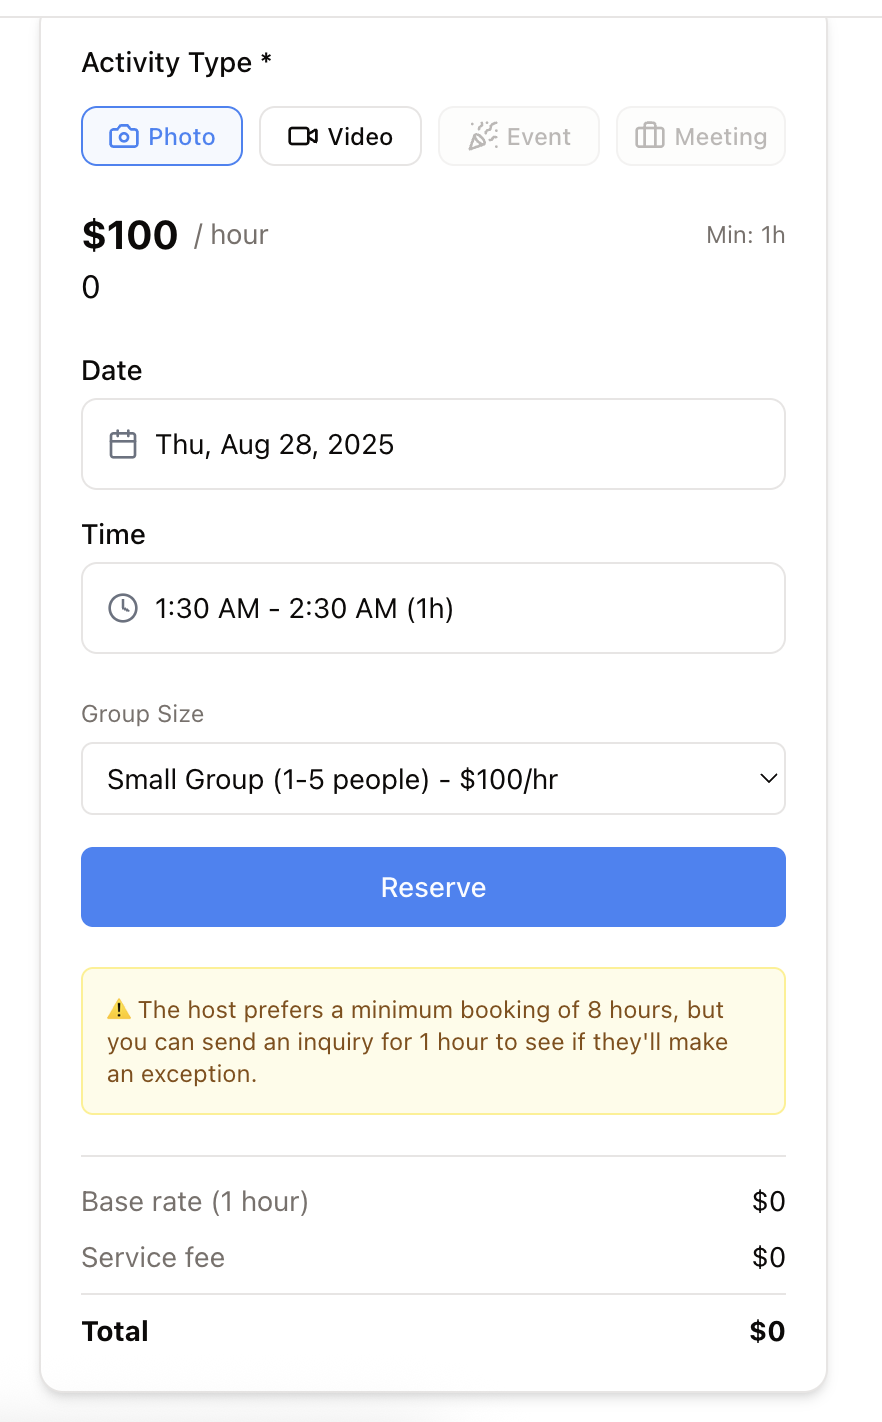 Activity Type *
Photo Video Event Meeting
$100 / hour Min: 1h
0
Date
Thu, Aug 28, 2025
Time
1:30 AM - 2:30 AM (1h)
Group Size
Small Group (1-5 people) - $100/hr
Reserve
⚠️ The host prefers a minimum booking of 8 hours, but
you can send an inquiry for 1 hour to see if they'll make
an exception.
Base rate (1 hour) $0
Service fee $0
Total $0